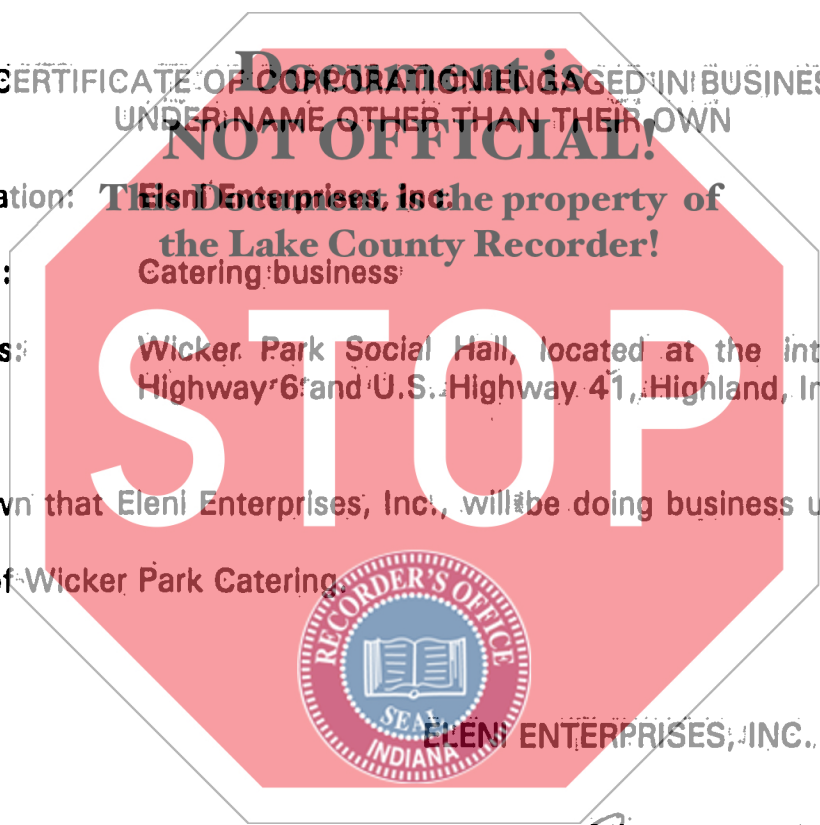 Document is
CERTIFICATE OF CORPORATION ENGAGED IN BUSINES
UNDER NAME OTHER THAN THEIR OWN
NOT OFFICIAL!
ation: Eleni Enterprises, Inc.
This Document is the property of
the Lake County Recorder!
: Catering business
STOP
s: Wicker Park Social Hall, located at the int
Highway 6 and U.S. Highway 41, Highland, In
wn that Eleni Enterprises, Inc., will be doing business u
of Wicker Park Catering.
RECORDER'S OFFICE
SEAL
INDIANA
ELENI ENTERPRISES, INC.